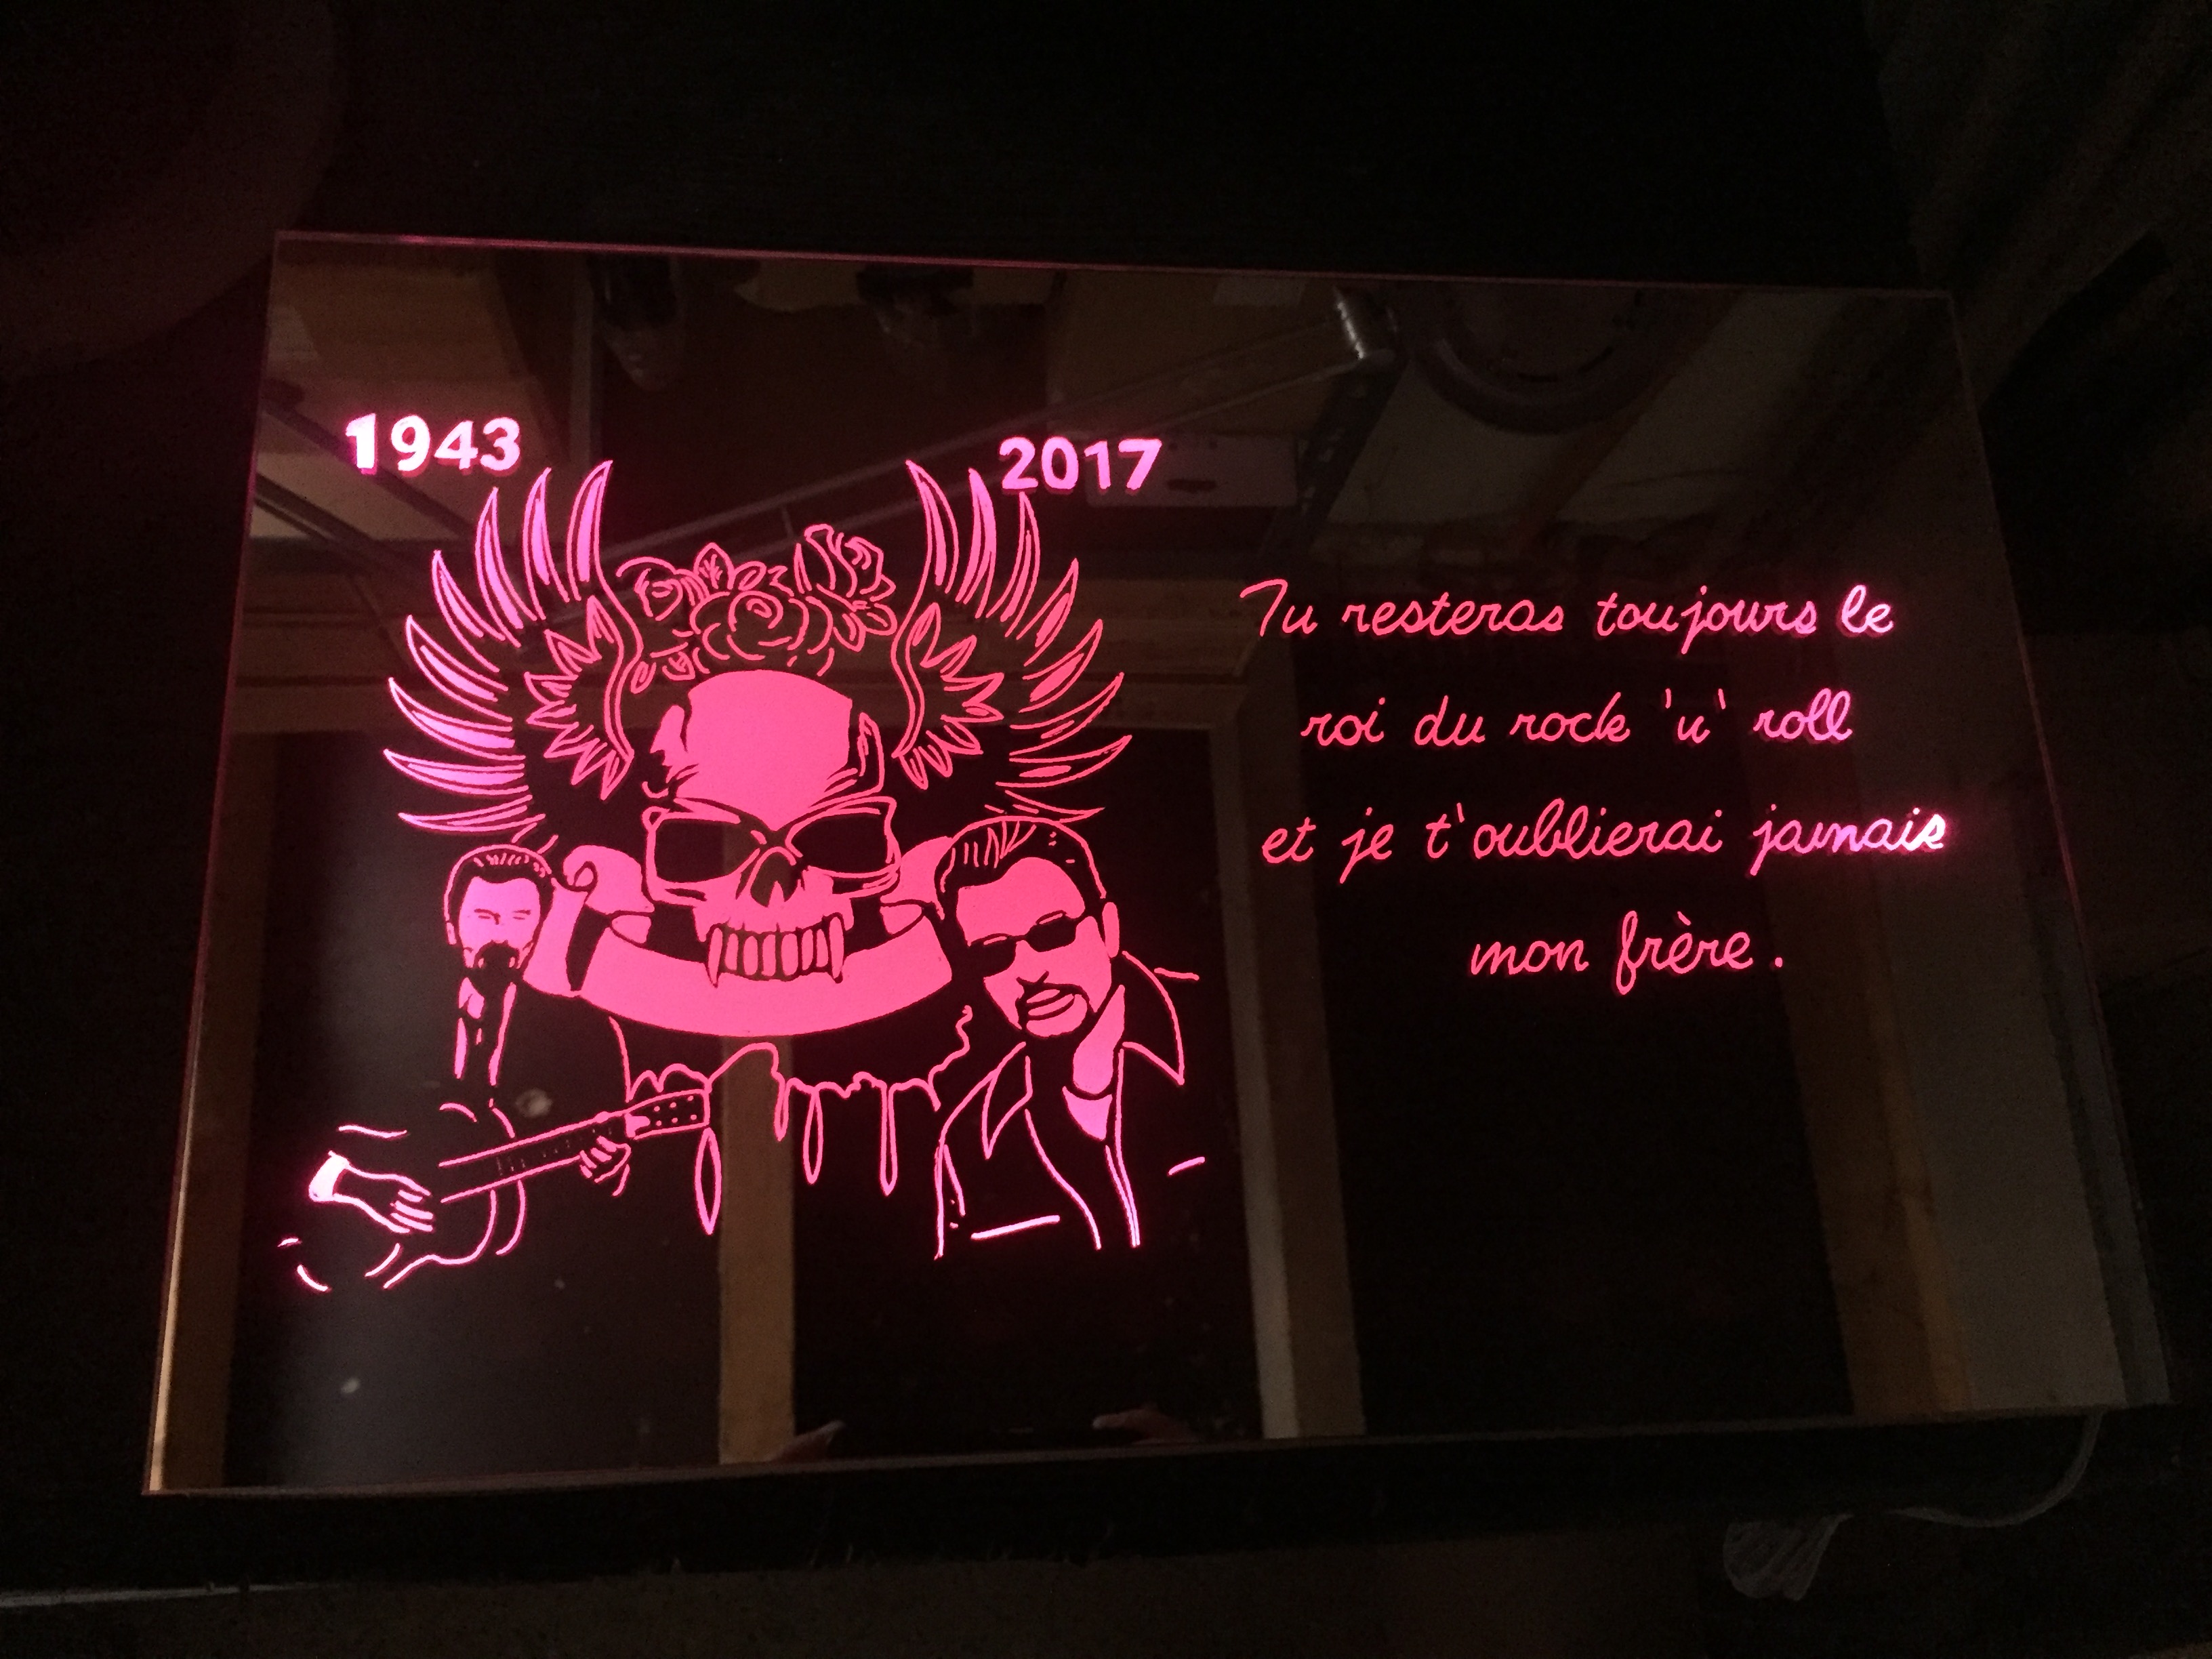 1943
2017
Tu resteras toujours le
roi du rock 'n' roll
et je t'oublierai jamais
mon frère.